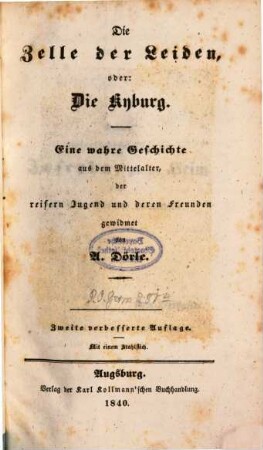 Die
Zelle der Leiden,
oder:
Die Kyburg.
Eine wahre Geschichte
aus dem Mittelalter,
der
reifern Jugend und deren Freunden
gewidmet
von
A. Dörle.
Zweite verbesserte Auflage.
Mit einem Stahlstich.
Augsburg.
Verlag der Karl Kollmann'schen Buchhandlung.
1840.